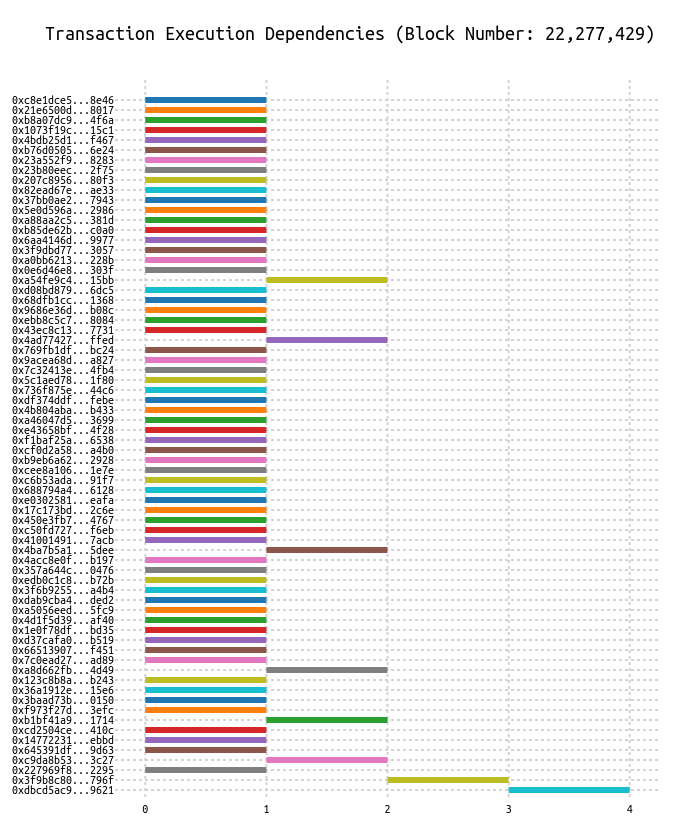 Transaction Execution Dependencies (Block Number: 22,277,429)
0xc8e1dce5...8e46
0x21e6500d...8017
0xb8a07dc9...4f6a
0x1073f19c...15c1
0x4bdb25d1...f467
0xb76d0505...6e24
0x23a552f9...8283
0x23b80eec...2f75
0x207c8956...80f3
0x82ead67e...ae33
0x37bb0ae2...7943
0x5e0d596a...2986
0xa88aa2c5...381d
0xb85de62b...c0a0
0x6aa4146d...9977
0x3f9dbd77...3057
0xa0bb6213...228b
0x0e6d46e8...303f
0xa54fe9c4...15bb
0xd08bd879...6dc5
0x68dfb1cc...1368
0x9686e36d...b08c
0xebb8c5c7...8084
0x43ec8c13...7731
0x4ad77427...ffed
0x769fb1df...bc24
0x9acea68d...a827
0x7c32413e...4fb4
0x5c1aed78...1f80
0x736f875e...44c6
0xdf374ddf...febe
0x4b804aba...b433
0xa46047d5...3699
0xe43658bf...4f28
0xf1baf25a...6538
0xcf0d2a58...a4b0
0xb9eb6a62...2928
0xcee8a106...1e7e
0xc6b53ada...91f7
0x688794a4...6128
0xe0302581...eafa
0x17c173bd...2c6e
0x450e3fb7...4767
0xc50fd727...f6eb
0x41001491...7acb
0x4ba7b5a1...5dee
0x4acc8e0f...b197
0x357a644c...0476
0xedb0c1c8...b72b
0x3f6b9255...a4b4
0xdab9cba4...ded2
0xa5056eed...5fc9
0x4d1f5d39...af40
0x1e0f78df...bd35
0xd37cafa0...b519
0x66513907...f451
0x7c0ead27...ad89
0xa8d662fb...4d49
0x123c8b8a...b243
0x36a1912e...15e6
0x3baad73b...0150
0xf973f27d...3efc
0xb1bf41a9...1714
0xcd2504ce...410c
0x14772231...ebbd
0x645391df...9d63
0xc9da8b53...3c27
0x227969f8...2295
0x3f9b8c80...796f
0xdbcd5ac9...9621
0 1 2 3 4